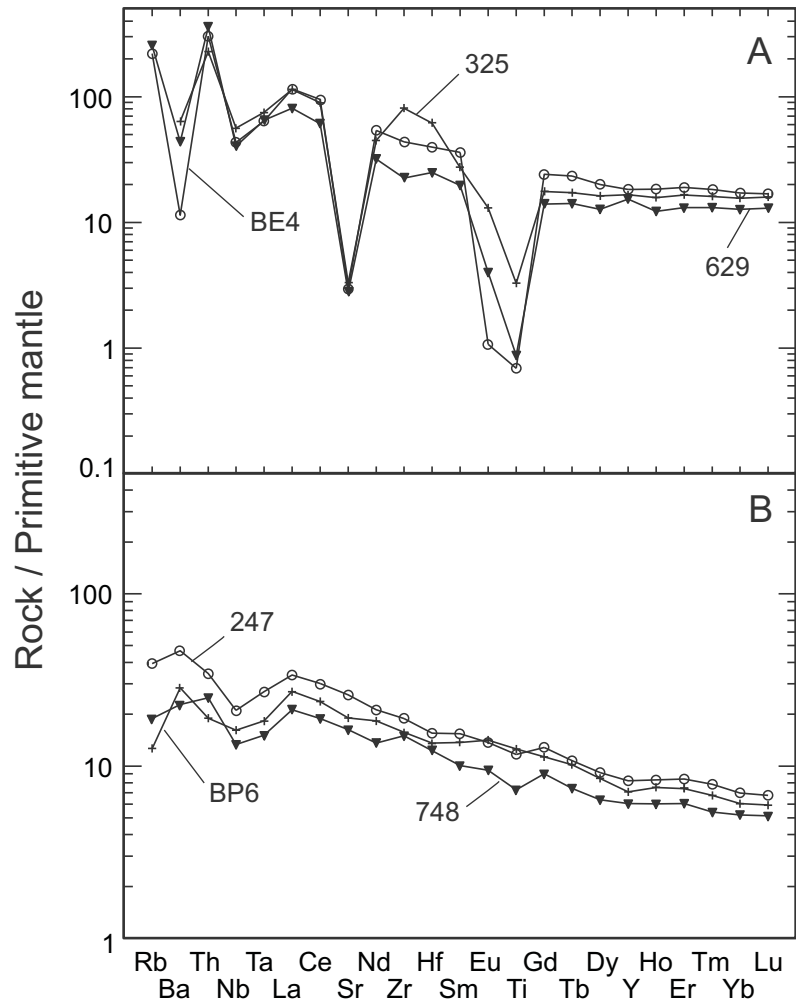 A
325
100
BE4
10
629
1
0.1
Rock / Primitive mantle
B
100
247
10
BP6
748
1
Rb Th Ta Ce Nd Hf Eu Gd Dy Ho Tm Lu
Ba Nb La Sr Zr Sm Ti Tb Y Er Yb